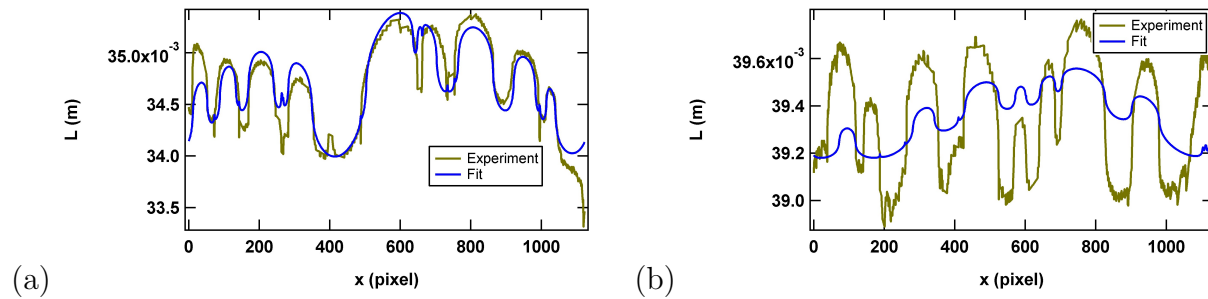 35.0x10⁻³
34.5
34.0
33.5
L (m)
Experiment
Fit
0 200 400 600 800 1000
x (pixel)
(a)
39.6x10⁻³
39.4
39.2
39.0
L (m)
Experiment
Fit
0 200 400 600 800 1000
x (pixel)
(b)